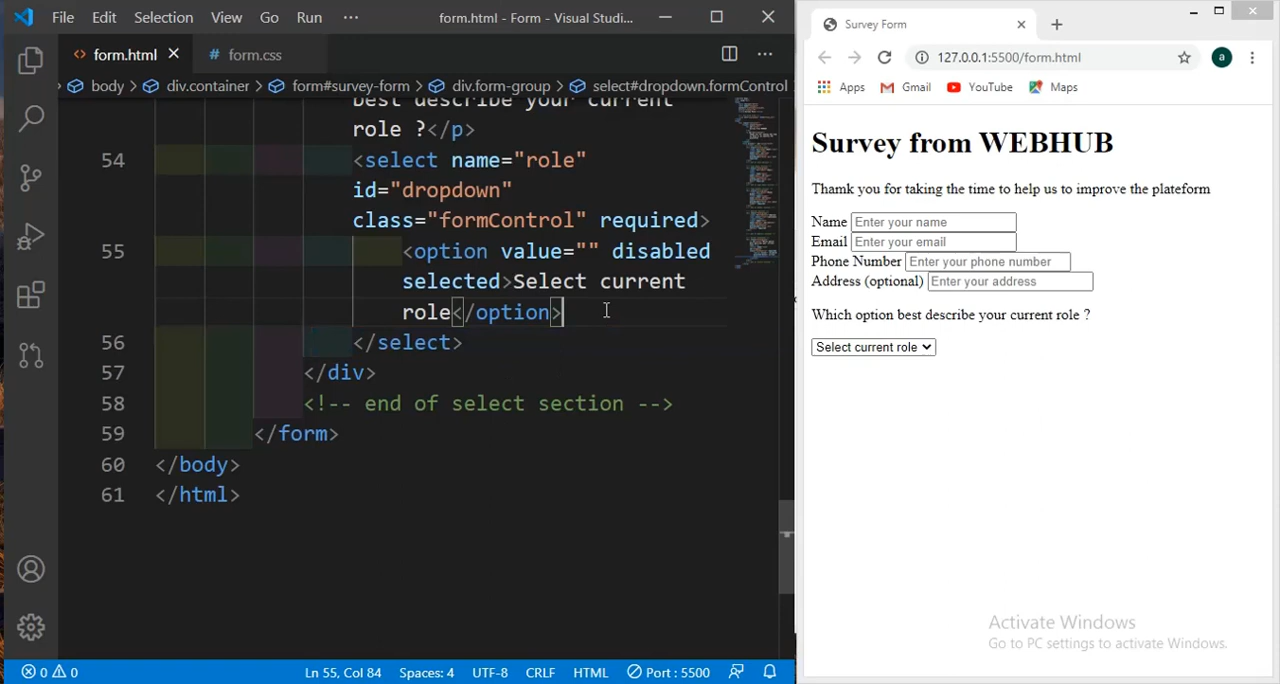 File Edit Selection View Go Run ··· form.html - Form - Visual Studi...
form.html form.css
body div.container form#survey-form div.form-group select#dropdown.formControl
best describe your current
role ?</p>
54 <select name="role"
id="dropdown"
class="formControl" required>
55 <option value="" disabled
selected>Select current
role</option>
56 </select>
57 </div>
58 <!-- end of select section -->
59 </form>
60 </body>
61 </html>
0 0 Ln 55, Col 84 Spaces: 4 UTF-8 CRLF HTML Port : 5500
Survey Form
127.0.0.1:5500/form.html a
Apps Gmail YouTube Maps
Survey from WEBHUB
Thamk you for taking the time to help us to improve the plateform
Name Enter your name
Email Enter your email
Phone Number Enter your phone number
Address (optional) Enter your address
Which option best describe your current role ?
Select current role
Activate Windows
Go to PC settings to activate Windows.